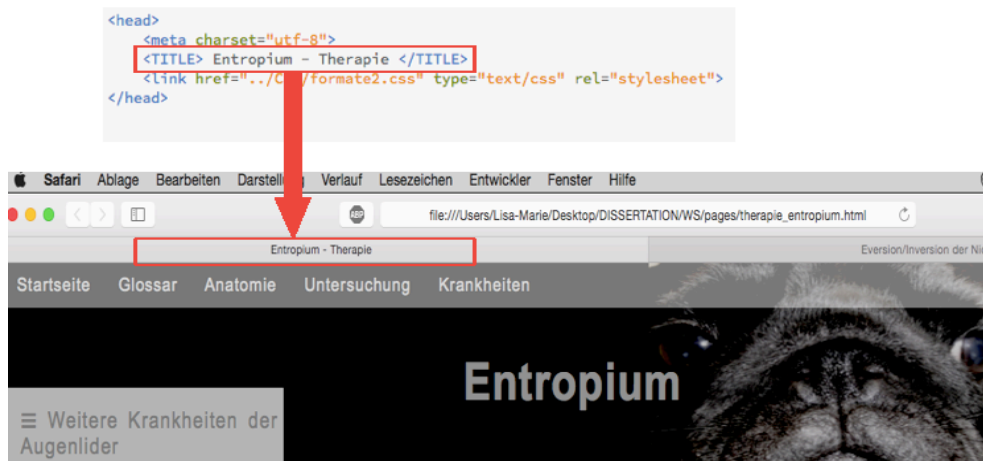 <head>
<meta charset="utf-8">
<TITLE> Entropium - Therapie </TITLE>
<link href="../C /formate2.css" type="text/css" rel="stylesheet">
</head>
Safari Ablage Bearbeiten Darstell Verlauf Lesezeichen Entwickler Fenster Hilfe
ABP file:///Users/Lisa-Marie/Desktop/DISSERTATION/WS/pages/therapie_entropium.html
Entropium - Therapie Eversion/Inversion der Ni
Startseite Glossar Anatomie Untersuchung Krankheiten
Entropium
☰ Weitere Krankheiten der
Augenlider